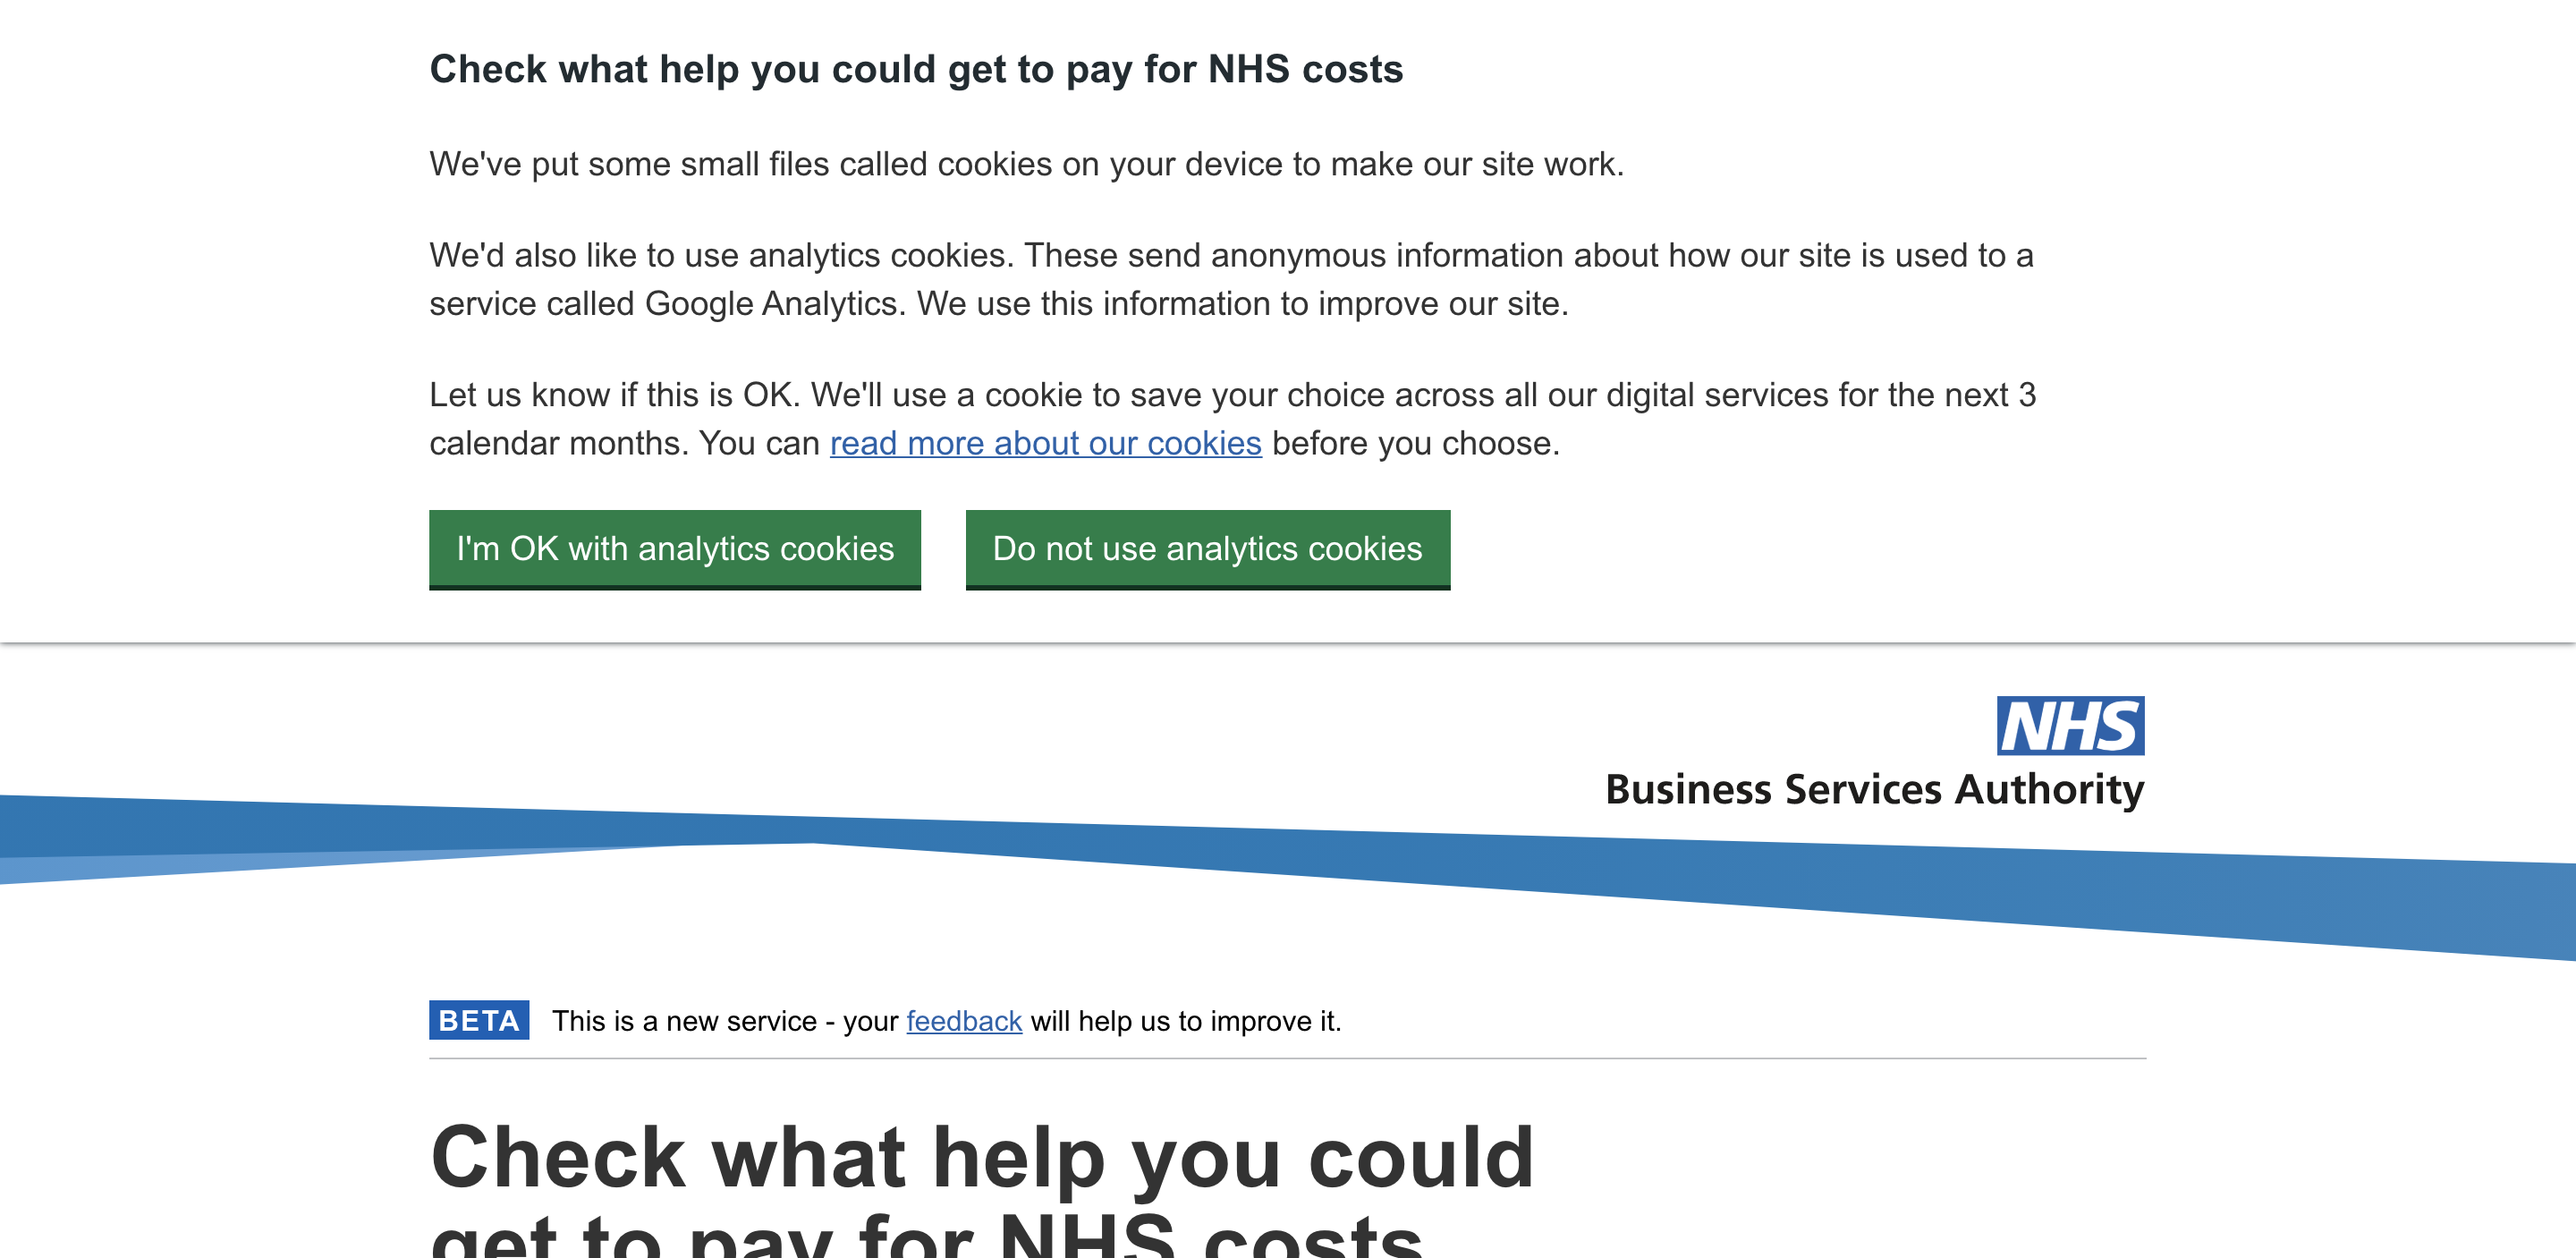 Check what help you could get to pay for NHS costs
We've put some small files called cookies on your device to make our site work.
We'd also like to use analytics cookies. These send anonymous information about how our site is used to a
service called Google Analytics. We use this information to improve our site.
Let us know if this is OK. We'll use a cookie to save your choice across all our digital services for the next 3
calendar months. You can read more about our cookies before you choose.
I'm OK with analytics cookies
Do not use analytics cookies
NHS
Business Services Authority
BETA This is a new service - your feedback will help us to improve it.
Check what help you could
get to pay for NHS costs